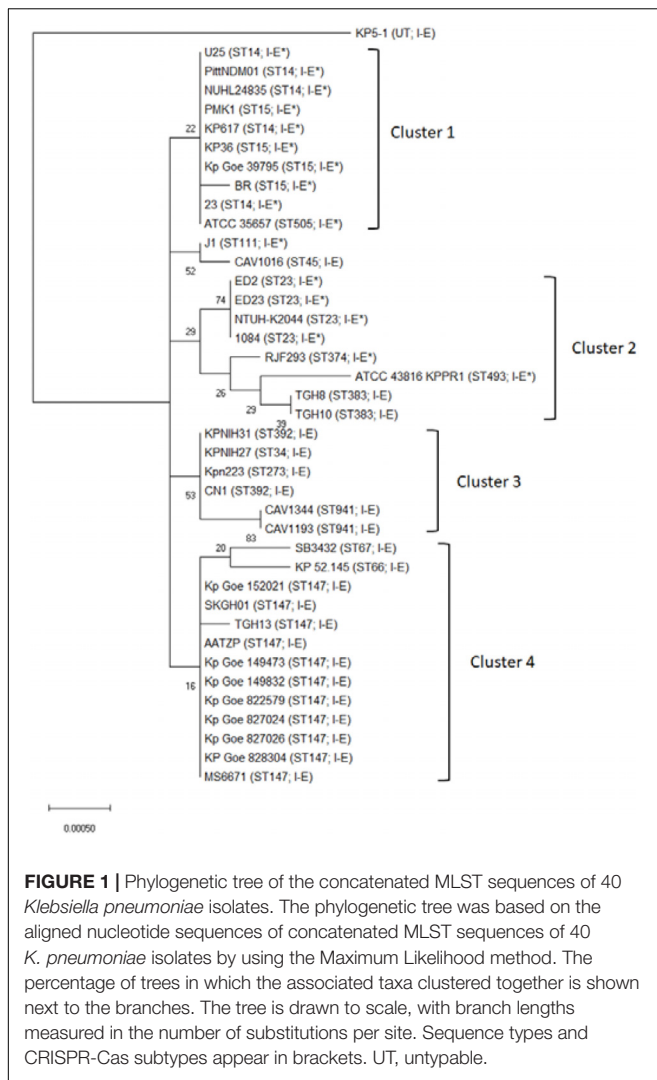 KP5-1 (UT; I-E)
U25 (ST14; I-E*)
PittNDM01 (ST14; I-E*)
NUHL24835 (ST14; I-E*)
PMK1 (ST15; I-E*)
22
KP617 (ST14; I-E*)
Cluster 1
KP36 (ST15; I-E*)
Kp Goe 39795 (ST15; I-E*)
BR (ST15; I-E*)
23 (ST14; I-E*)
ATCC 35657 (ST505; I-E*)
J1 (ST111; I-E*)
CAV1016 (ST45; I-E)
52
ED2 (ST23; I-E*)
74
ED23 (ST23; I-E*)
NTUH-K2044 (ST23; I-E*)
29
1084 (ST23; I-E*)
Cluster 2
RJF293 (ST374; I-E*)
ATCC 43816 KPPR1 (ST493; I-E*)
26
TGH8 (ST383; I-E)
29
TGH10 (ST383; I-E)
39
KPNIH31 (ST392; I-E)
KPNIH27 (ST34; I-E)
Kpn223 (ST273; I-E)
Cluster 3
CN1 (ST392; I-E)
53
CAV1344 (ST941; I-E)
CAV1193 (ST941; I-E)
83
20
SB3432 (ST67; I-E)
KP 52.145 (ST66; I-E)
Kp Goe 152021 (ST147; I-E)
SKGH01 (ST147; I-E)
TGH13 (ST147; I-E)
Cluster 4
AATZP (ST147; I-E)
Kp Goe 149473 (ST147; I-E)
16
Kp Goe 149832 (ST147; I-E)
Kp Goe 822579 (ST147; I-E)
Kp Goe 827024 (ST147; I-E)
Kp Goe 827026 (ST147; I-E)
KP Goe 828304 (ST147; I-E)
MS6671 (ST147; I-E)
0.00050
FIGURE 1 | Phylogenetic tree of the concatenated MLST sequences of 40
Klebsiella pneumoniae isolates. The phylogenetic tree was based on the
aligned nucleotide sequences of concatenated MLST sequences of 40
K. pneumoniae isolates by using the Maximum Likelihood method. The
percentage of trees in which the associated taxa clustered together is shown
next to the branches. The tree is drawn to scale, with branch lengths
measured in the number of substitutions per site. Sequence types and
CRISPR-Cas subtypes appear in brackets. UT, untypable.